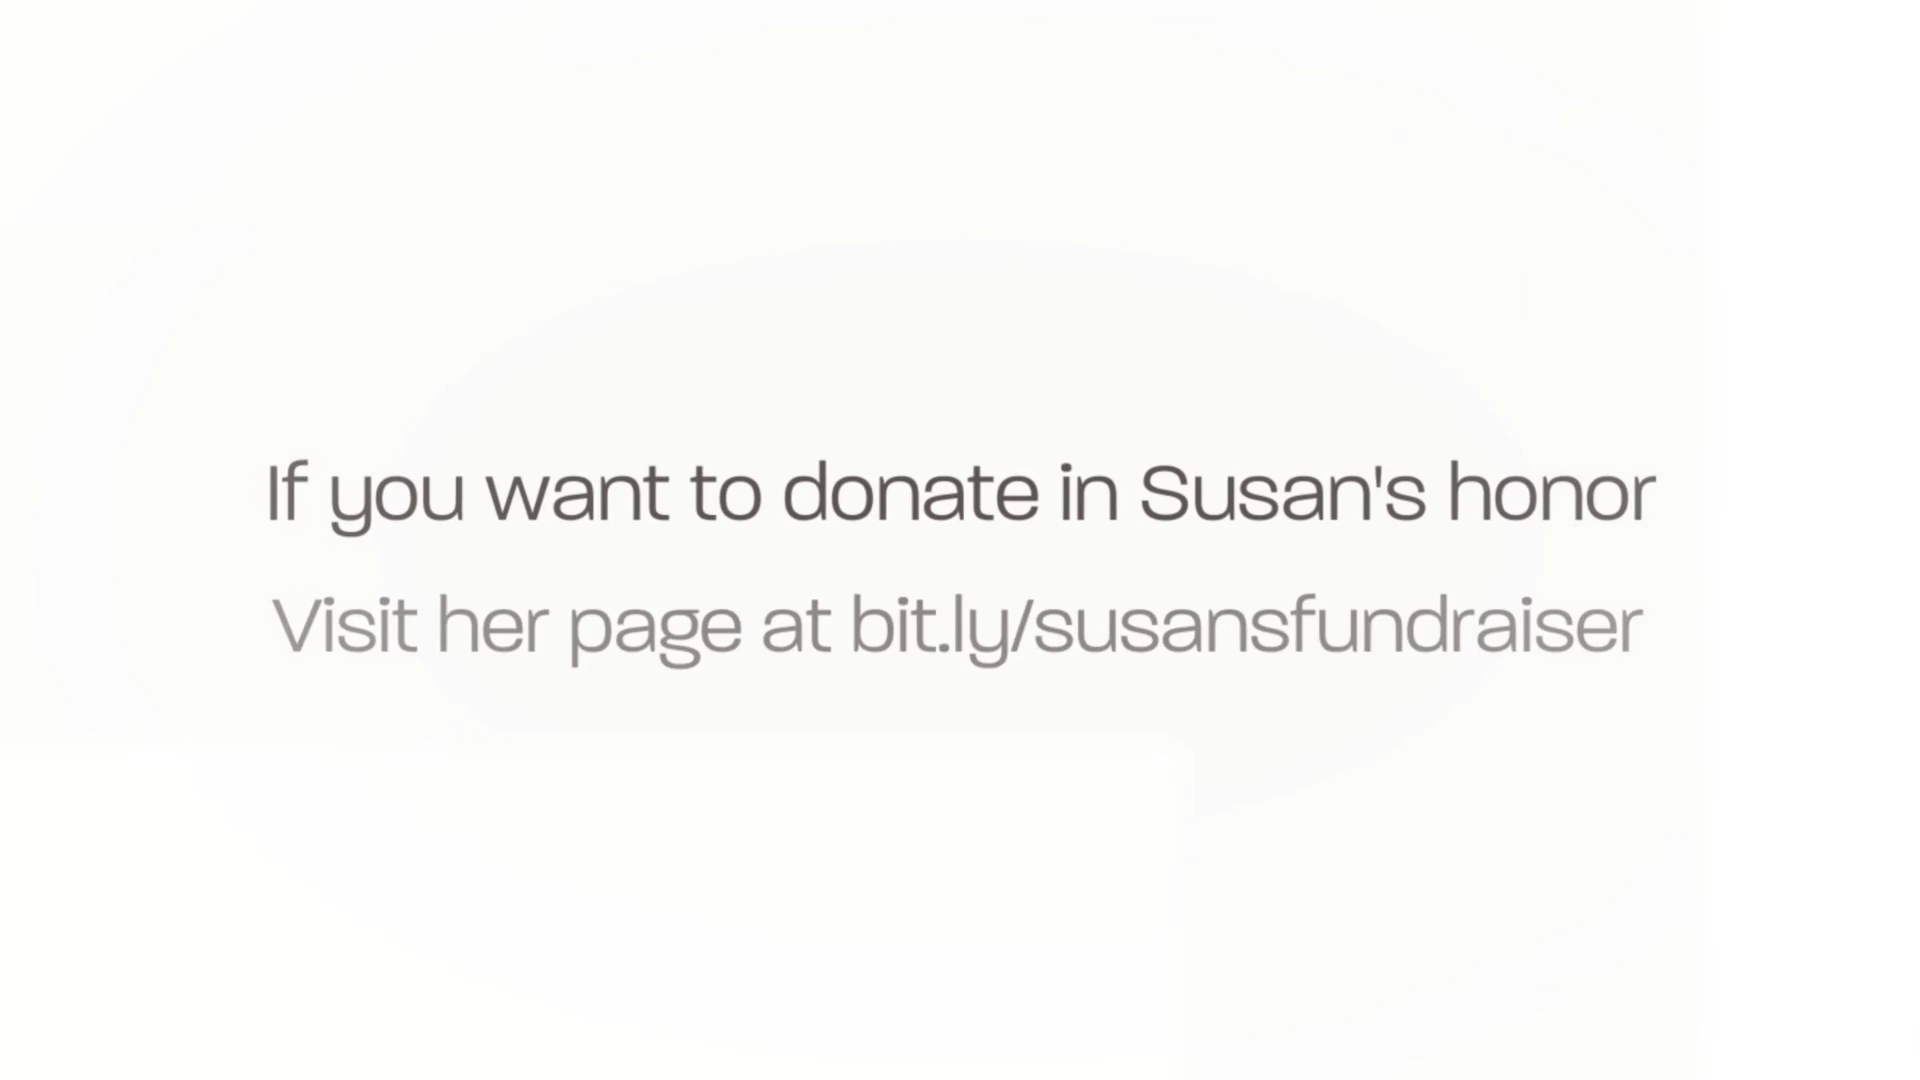 If you want to donate in Susan's honor
Visit her page at bit.ly/susansfundraiser